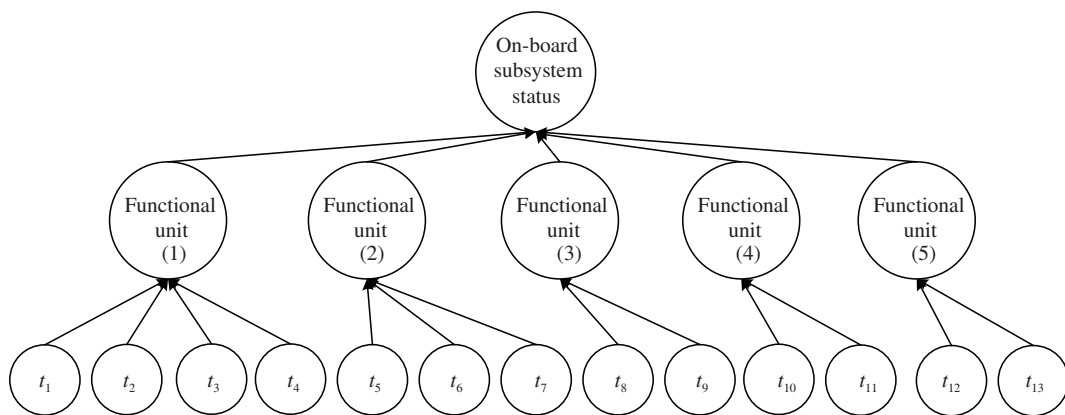 On-board
subsystem
status
Functional
unit
(1)
Functional
unit
(2)
Functional
unit
(3)
Functional
unit
(4)
Functional
unit
(5)
t1
t2
t3
t4
t5
t6
t7
t8
t9
t10
t11
t12
t13